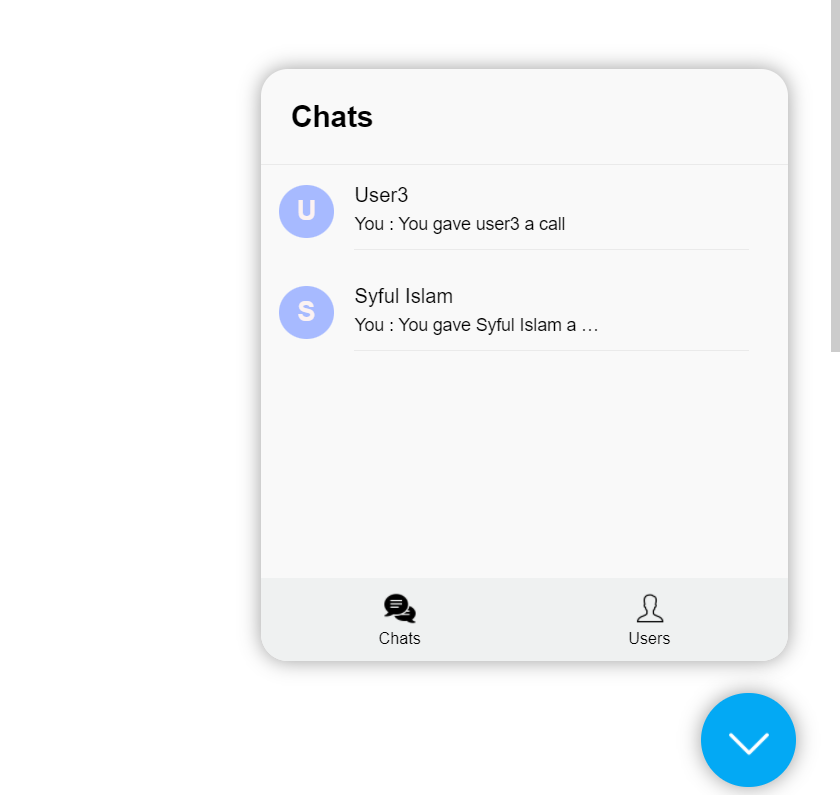 Chats
U
User3
You : You gave user3 a call
S
Syful Islam
You : You gave Syful Islam a …
Chats
Users